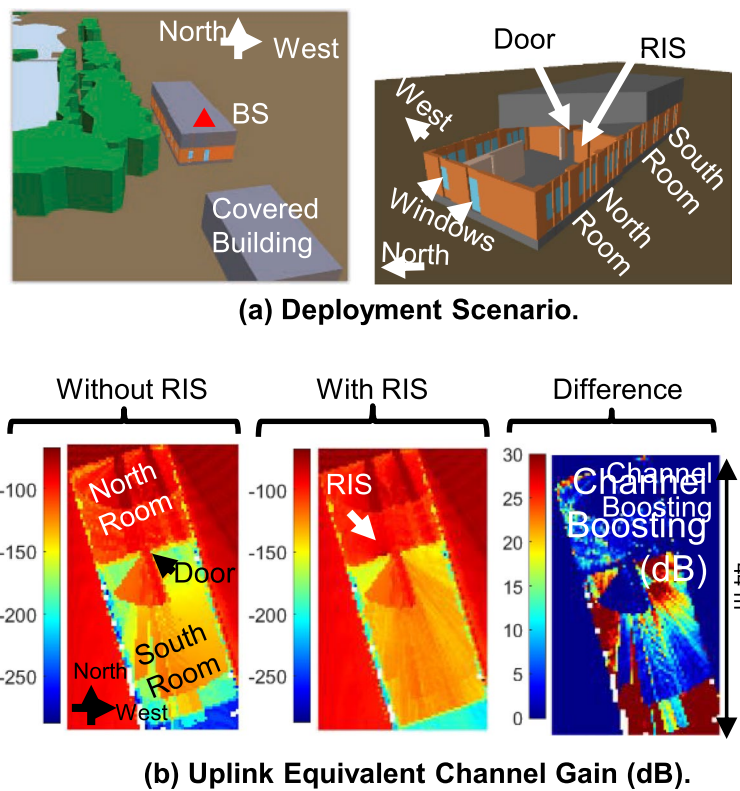 North
West
BS
Covered
Building
Door
RIS
West
Windows
North
North
Room
South
Room
(a) Deployment Scenario.
Without RIS
With RIS
Difference
-100
-150
-200
-250
North
Room
Door
South
Room
North
West
-100
-150
-200
-250
RIS
30
25
20
15
10
5
0
Channel
Boosting
Channel
Boosting
(dB)
(b) Uplink Equivalent Channel Gain (dB).